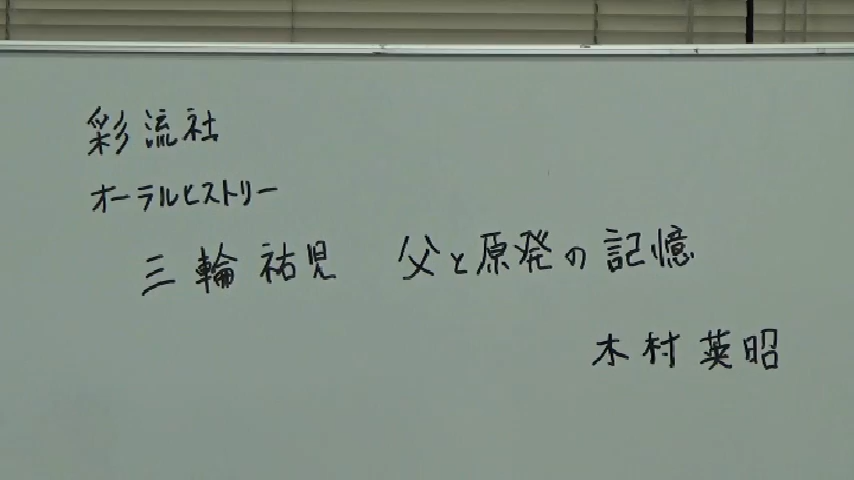 彩流社
オーラルヒストリー
三輪祐児　父と原発の記憶
木村英昭